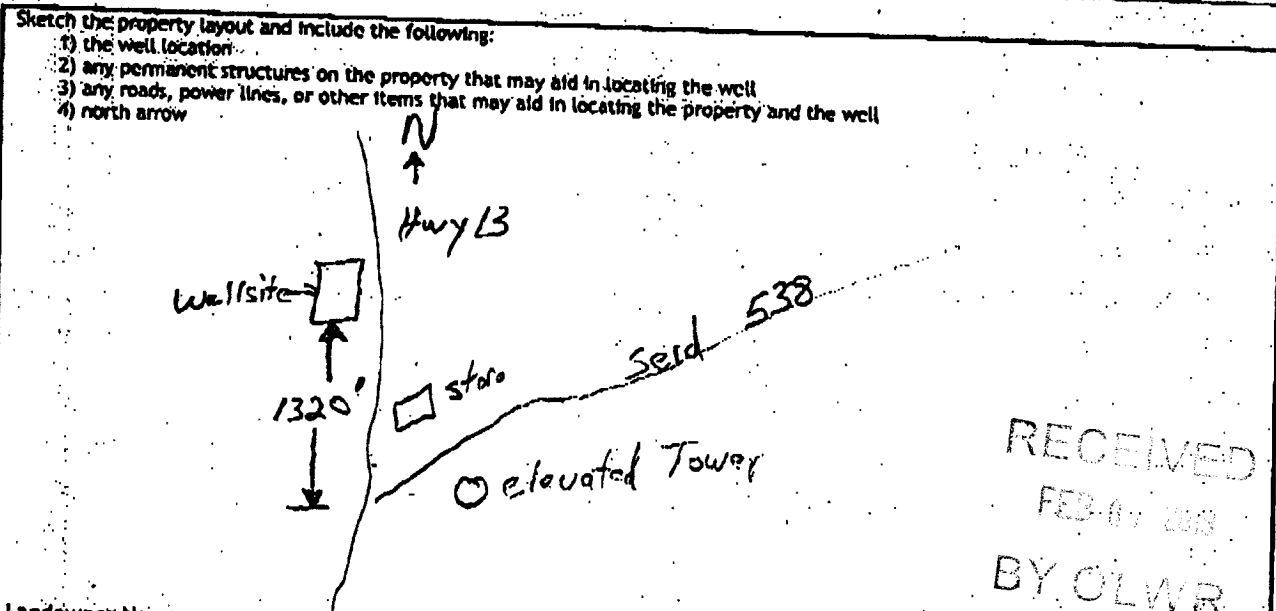 Sketch the property layout and include the following:
1) the well location
2) any permanent structures on the property that may aid in locating the well
3) any roads, power lines, or other items that may aid in locating the property and the well
4) north arrow
N
Hwy 13
wellsite
538
Serd
store
1320'
elevated Tower
RECEIVED
FEB
BY OLWR